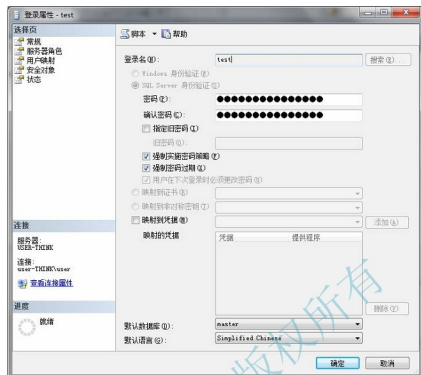 登录属性 - test
选择页
常规
服务器角色
用户映射
安全对象
状态
脚本
帮助
登录名(N):
test
搜索(E)...
Windows 身份验证(W)
SQL Server 身份验证(S)
密码(P):
●●●●●●●●●●●●●●●
确认密码(C):
●●●●●●●●●●●●●●●
指定旧密码(I)
旧密码(O):
强制实施密码策略(F)
强制密码过期(X)
用户在下次登录时必须更改密码(U)
映射到证书(R)
映射到非对称密钥(T)
映射到凭据(M)
添加(A)
映射的凭据
凭据
提供程序
删除(V)
默认数据库(D):
master
默认语言(G):
Simplified Chinese
连接
服务器:
USER-THINK
连接:
user-THINK\user
查看连接属性
进度
就绪
确定
取消
版权所有